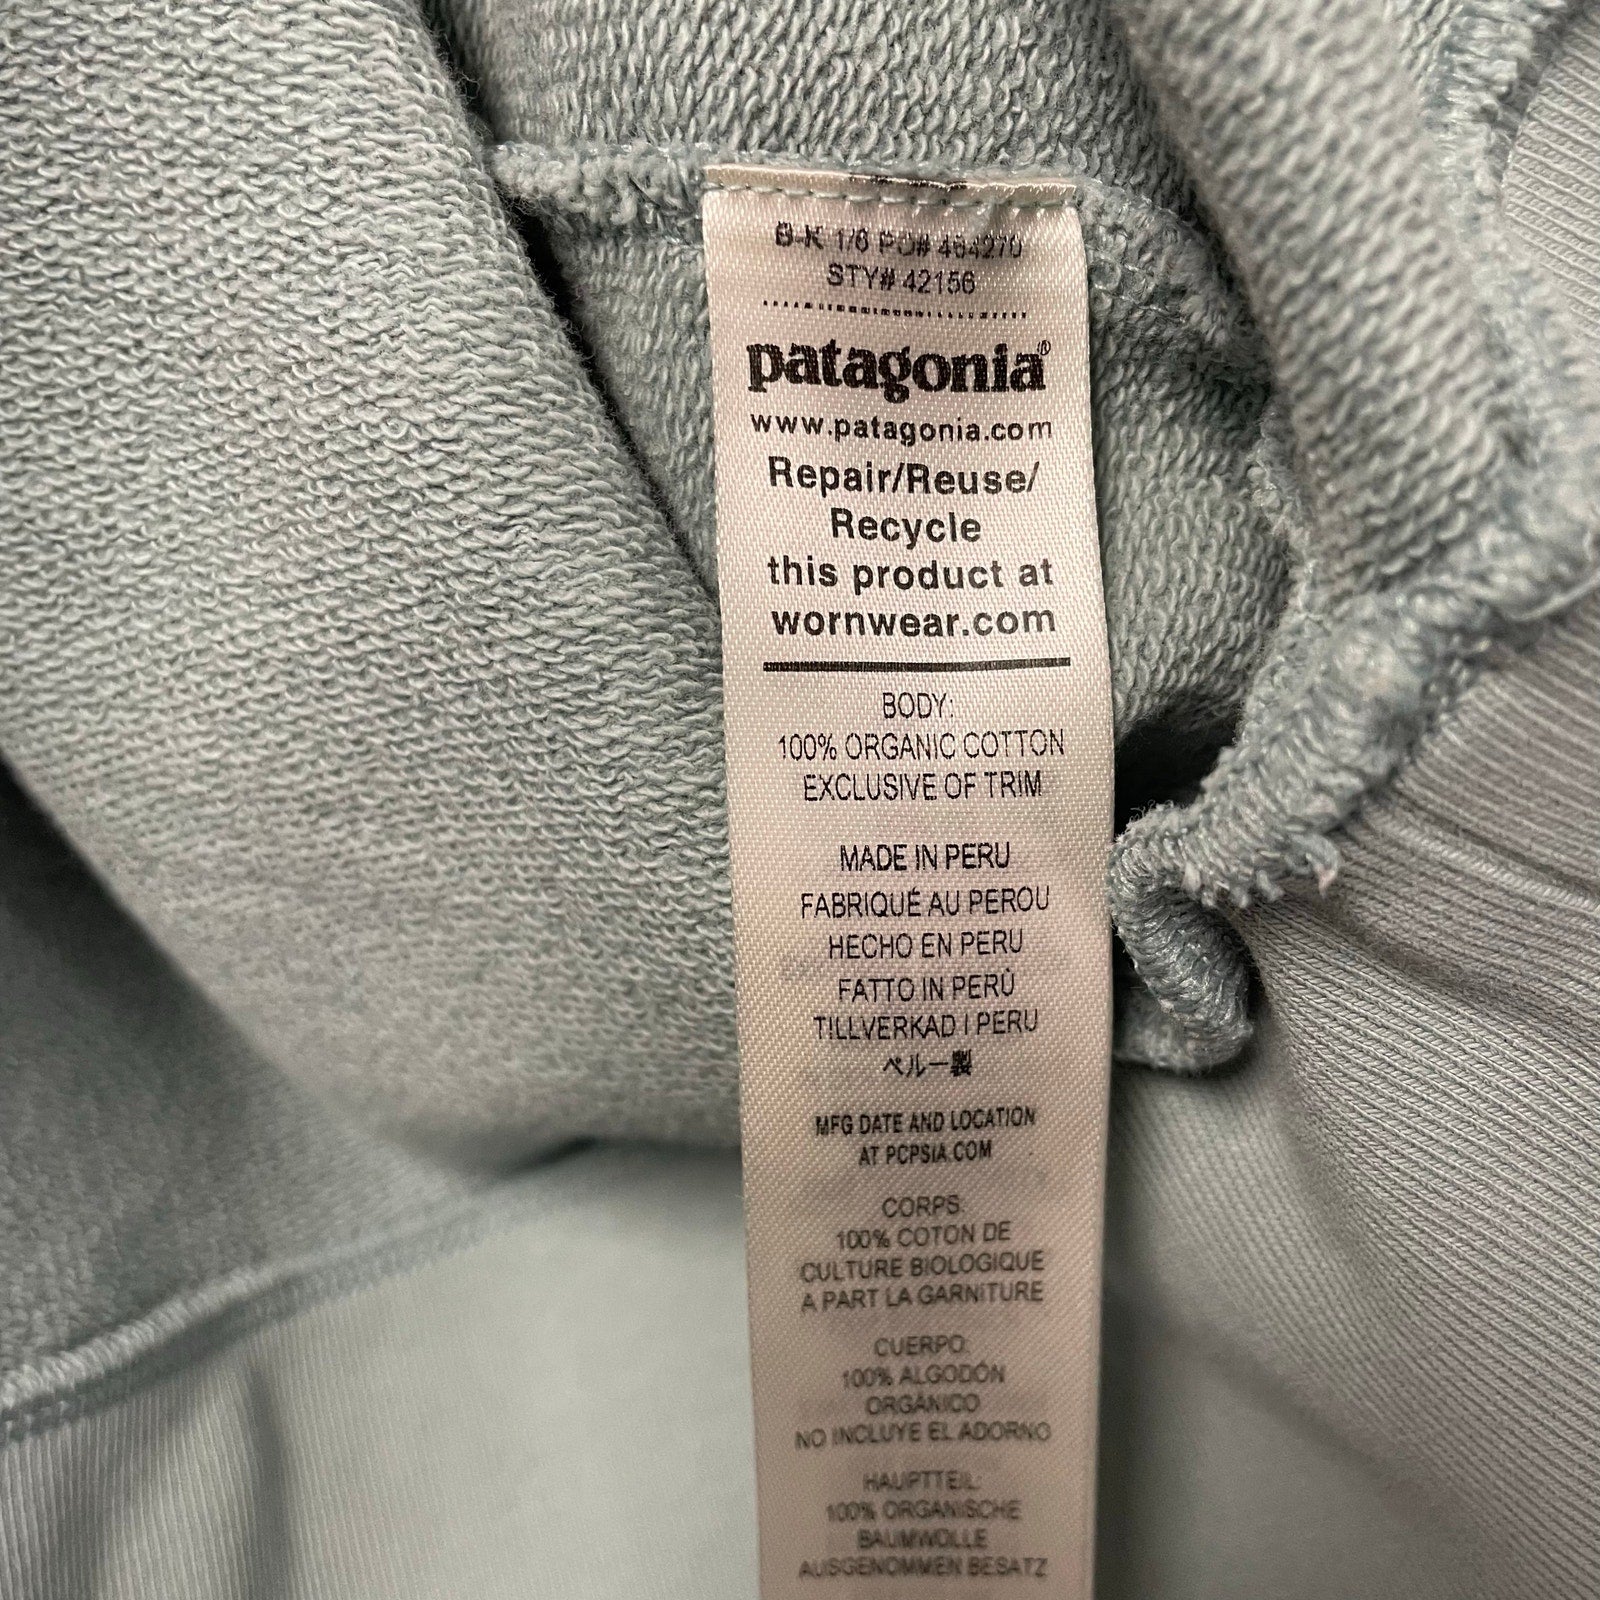 B-K 1/6 PO# 464270
STY# 42156
patagonia®
www.patagonia.com
Repair/Reuse/
Recycle
this product at
wornwear.com
BODY:
100% ORGANIC COTTON
EXCLUSIVE OF TRIM
MADE IN PERU
FABRIQUÉ AU PEROU
HECHO EN PERU
FATTO IN PERÙ
TILLVERKAD I PERU
ペルー製
MFG DATE AND LOCATION
AT PCPSIA.COM
CORPS:
100% COTON DE
CULTURE BIOLOGIQUE
A PART LA GARNITURE
CUERPO:
100% ALGODÓN
ORGÁNICO
NO INCLUYE EL ADORNO
HAUPTTEIL:
100% ORGANISCHE
BAUMWOLLE
AUSGENOMMEN BESATZ